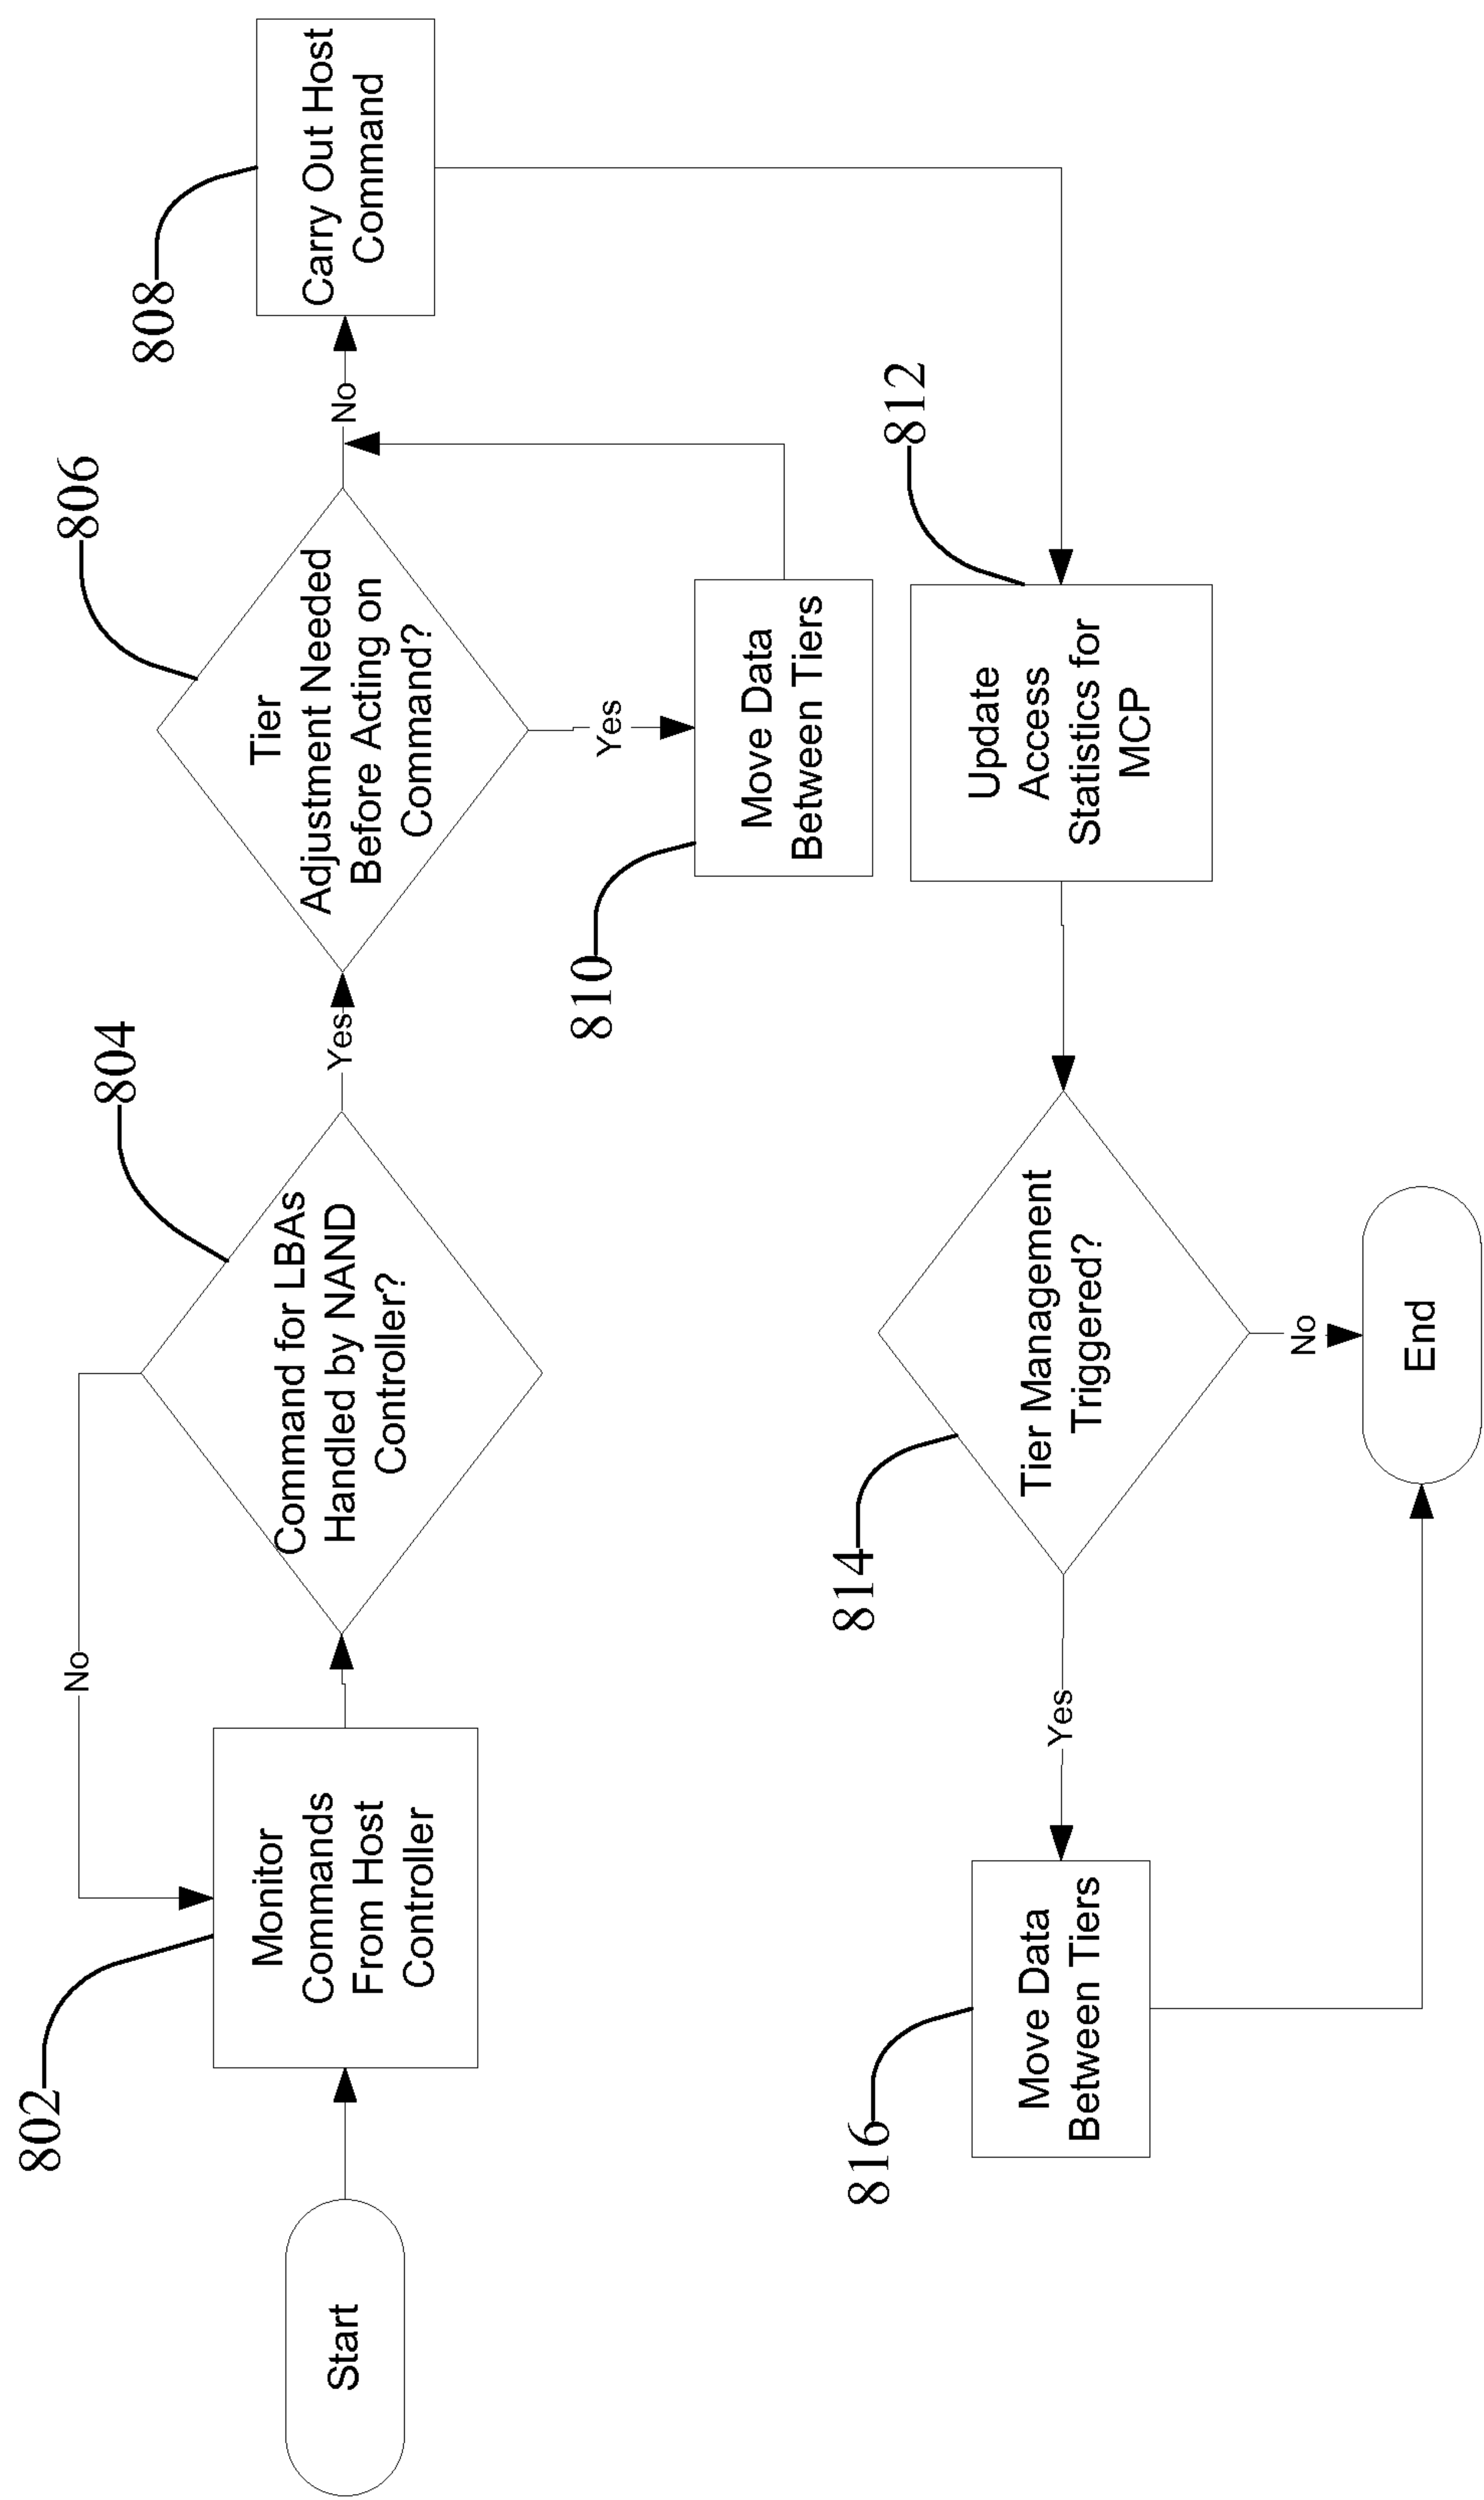 Start
802
Monitor
Commands
From Host
Controller
No
804
Command for LBAs
Handled by NAND
Controller?
Yes
806
Tier
Adjustment Needed
Before Acting on
Command?
No
808
Carry Out Host
Command
Yes
810
Move Data
Between Tiers
812
Update
Access
Statistics for
MCP
814
Tier Management
Triggered?
Yes
816
Move Data
Between Tiers
No
End